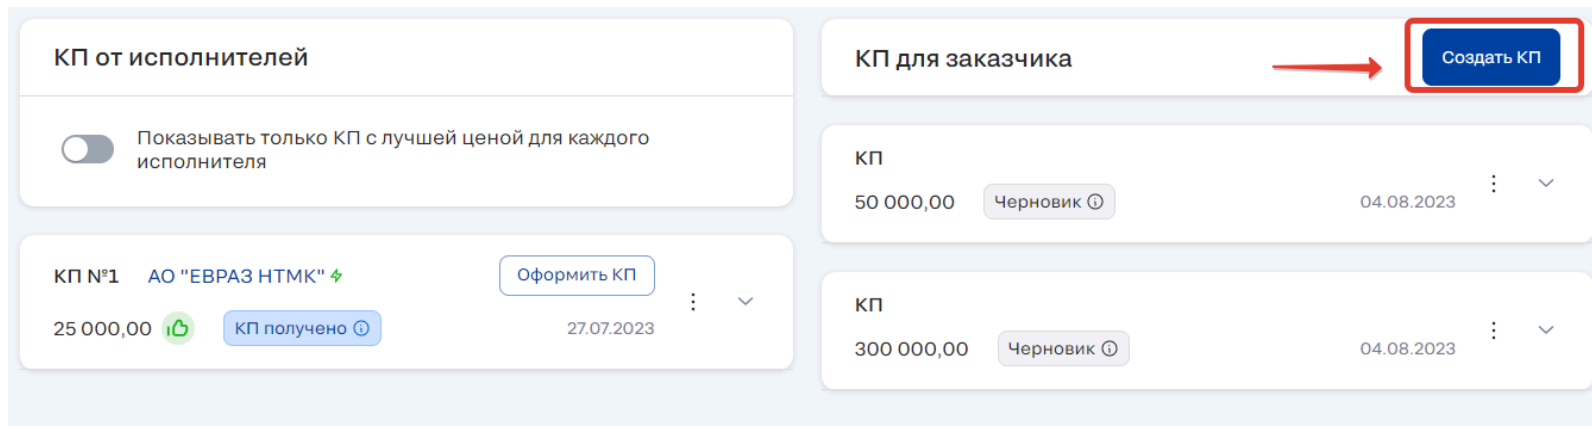 КП от исполнителей
Показывать только КП с лучшей ценой для каждого
исполнителя
КП №1 АО "ЕВРАЗ НТМК" Оформить КП
25 000,00 КП получено 27.07.2023
КП для заказчика Создать КП
КП
50 000,00 Черновик 04.08.2023
КП
300 000,00 Черновик 04.08.2023